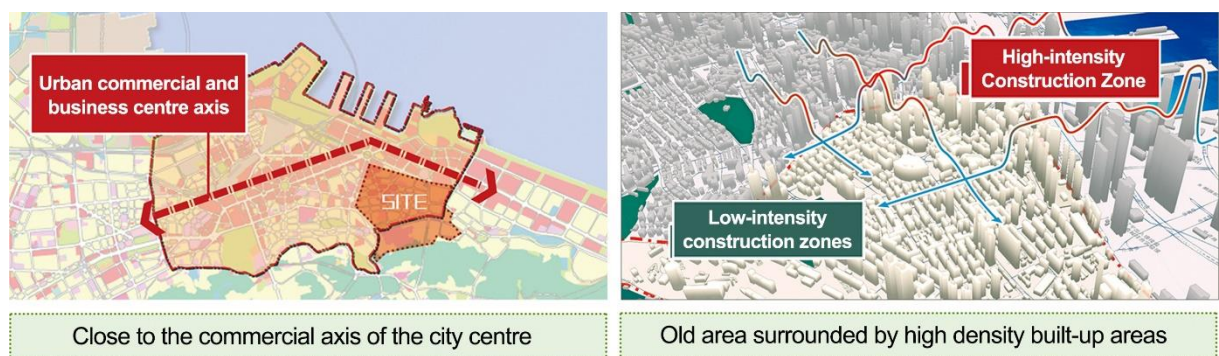 Urban commercial and
business centre axis
SITE
Close to the commercial axis of the city centre
High-intensity
Construction Zone
Low-intensity
construction zones
Old area surrounded by high density built-up areas